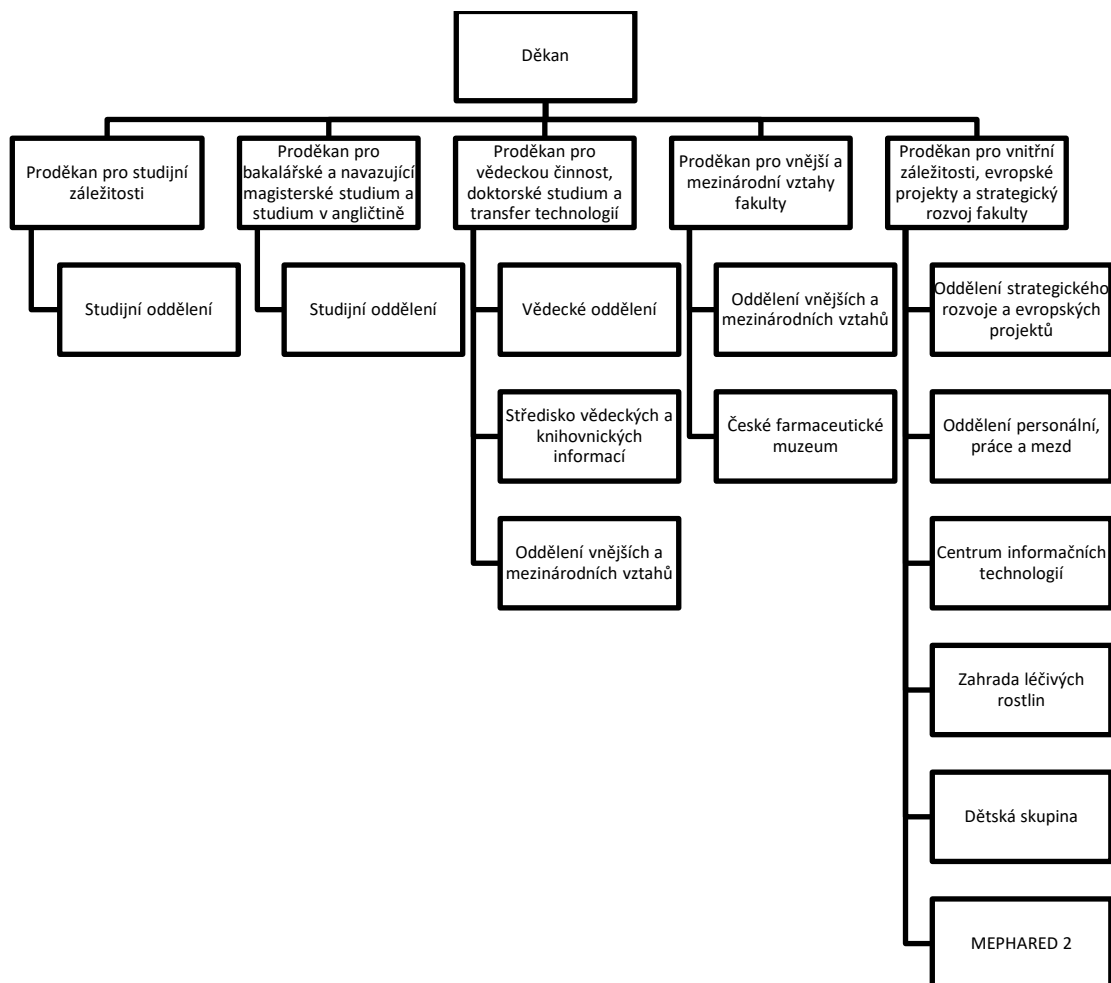 Děkan
Proděkan pro studijní
záležitosti
Proděkan pro
bakalářské a navazující
magisterské studium a
studium v angličtině
Proděkan pro
vědeckou činnost,
doktorské studium a
transfer technologií
Proděkan pro vnější a
mezinárodní vztahy
fakulty
Proděkan pro vnitřní
záležitosti, evropské
projekty a strategický
rozvoj fakulty
Studijní oddělení
Studijní oddělení
Vědecké oddělení
Středisko vědeckých a
knihovnických
informací
Oddělení vnějších a
mezinárodních vztahů
Oddělení vnějších a
mezinárodních vztahů
České farmaceutické
muzeum
Oddělení strategického
rozvoje a evropských
projektů
Oddělení personální,
práce a mezd
Centrum informačních
technologií
Zahrada léčivých
rostlin
Dětská skupina
MEPHARED 2